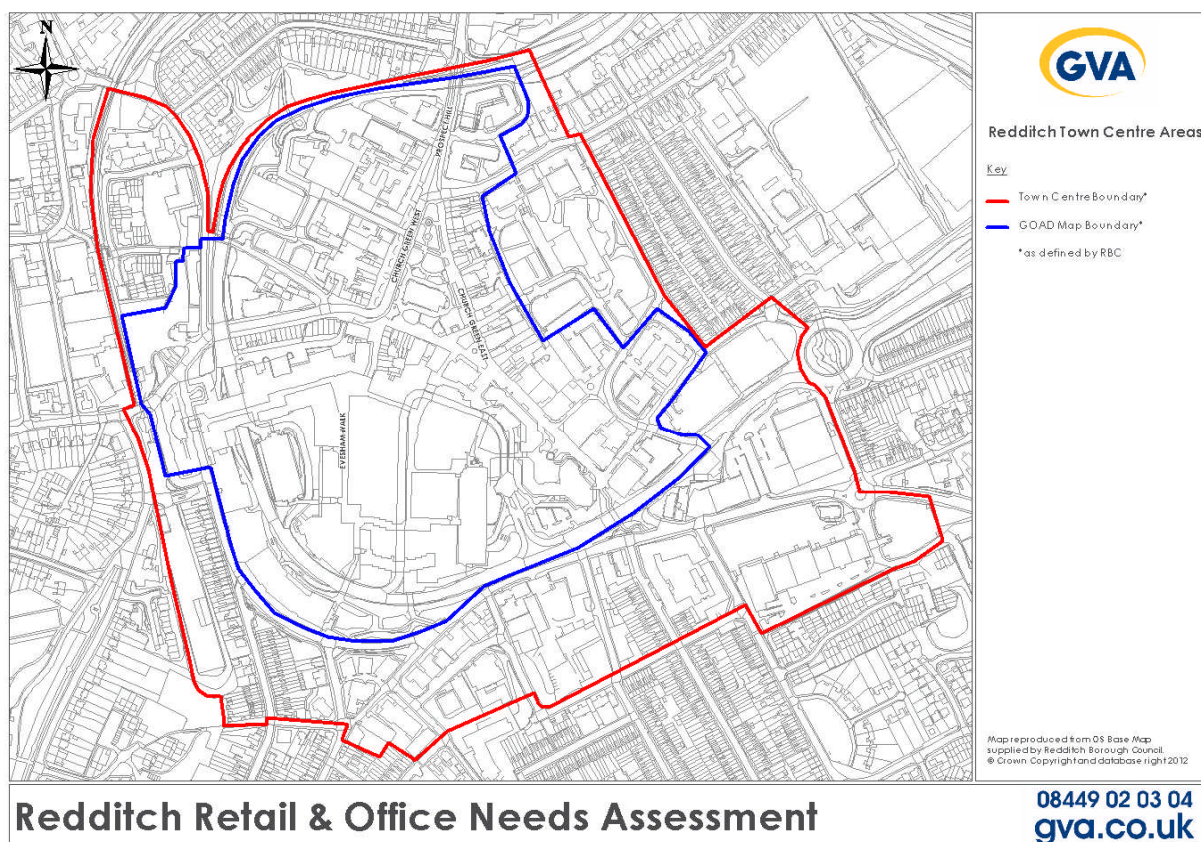 N
PROSPECT HILL
CHURCH GREEN WEST
CHURCH GREEN EAST
EVESHAM WALK
GVA
Redditch Town Centre Areas
Key
Town Centre Boundary*
GOAD Map Boundary*
*as defined by RBC
Map reproduced from OS Base Map
supplied by Redditch Borough Council.
© Crown Copyright and database right 2012
Redditch Retail & Office Needs Assessment
08449 02 03 04
gva.co.uk